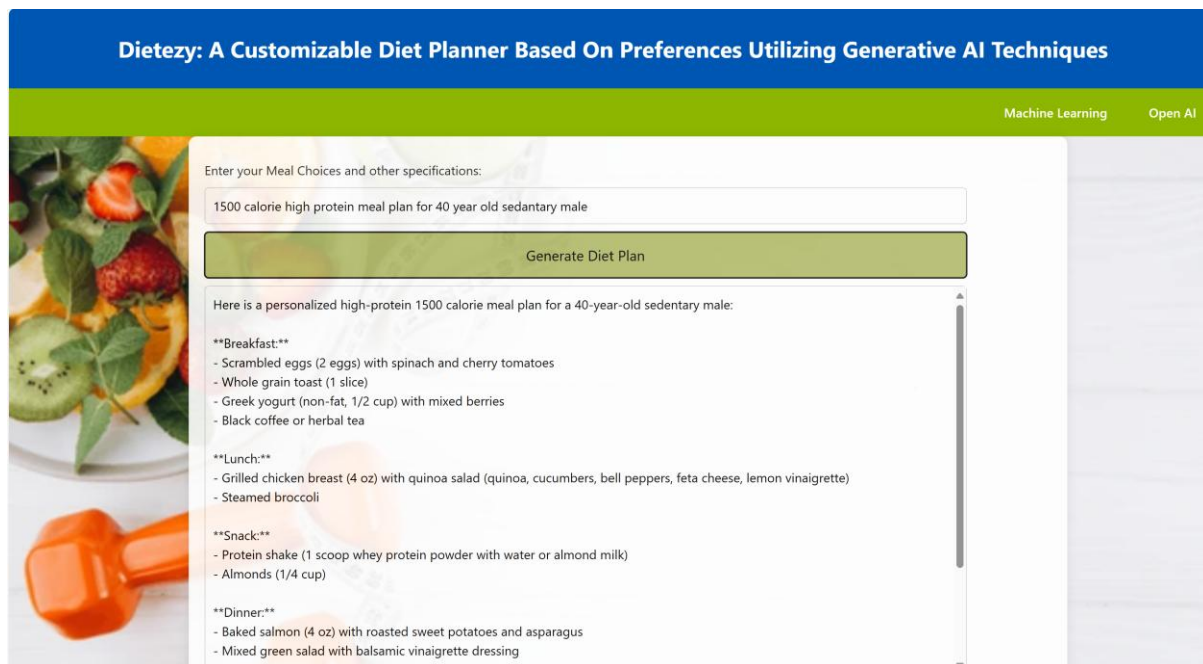 Dietezy: A Customizable Diet Planner Based On Preferences Utilizing Generative AI Techniques
Machine Learning Open AI
Enter your Meal Choices and other specifications:
1500 calorie high protein meal plan for 40 year old sedantary male
Generate Diet Plan
Here is a personalized high-protein 1500 calorie meal plan for a 40-year-old sedentary male:
**Breakfast:**
- Scrambled eggs (2 eggs) with spinach and cherry tomatoes
- Whole grain toast (1 slice)
- Greek yogurt (non-fat, 1/2 cup) with mixed berries
- Black coffee or herbal tea
**Lunch:**
- Grilled chicken breast (4 oz) with quinoa salad (quinoa, cucumbers, bell peppers, feta cheese, lemon vinaigrette)
- Steamed broccoli
**Snack:**
- Protein shake (1 scoop whey protein powder with water or almond milk)
- Almonds (1/4 cup)
**Dinner:**
- Baked salmon (4 oz) with roasted sweet potatoes and asparagus
- Mixed green salad with balsamic vinaigrette dressing